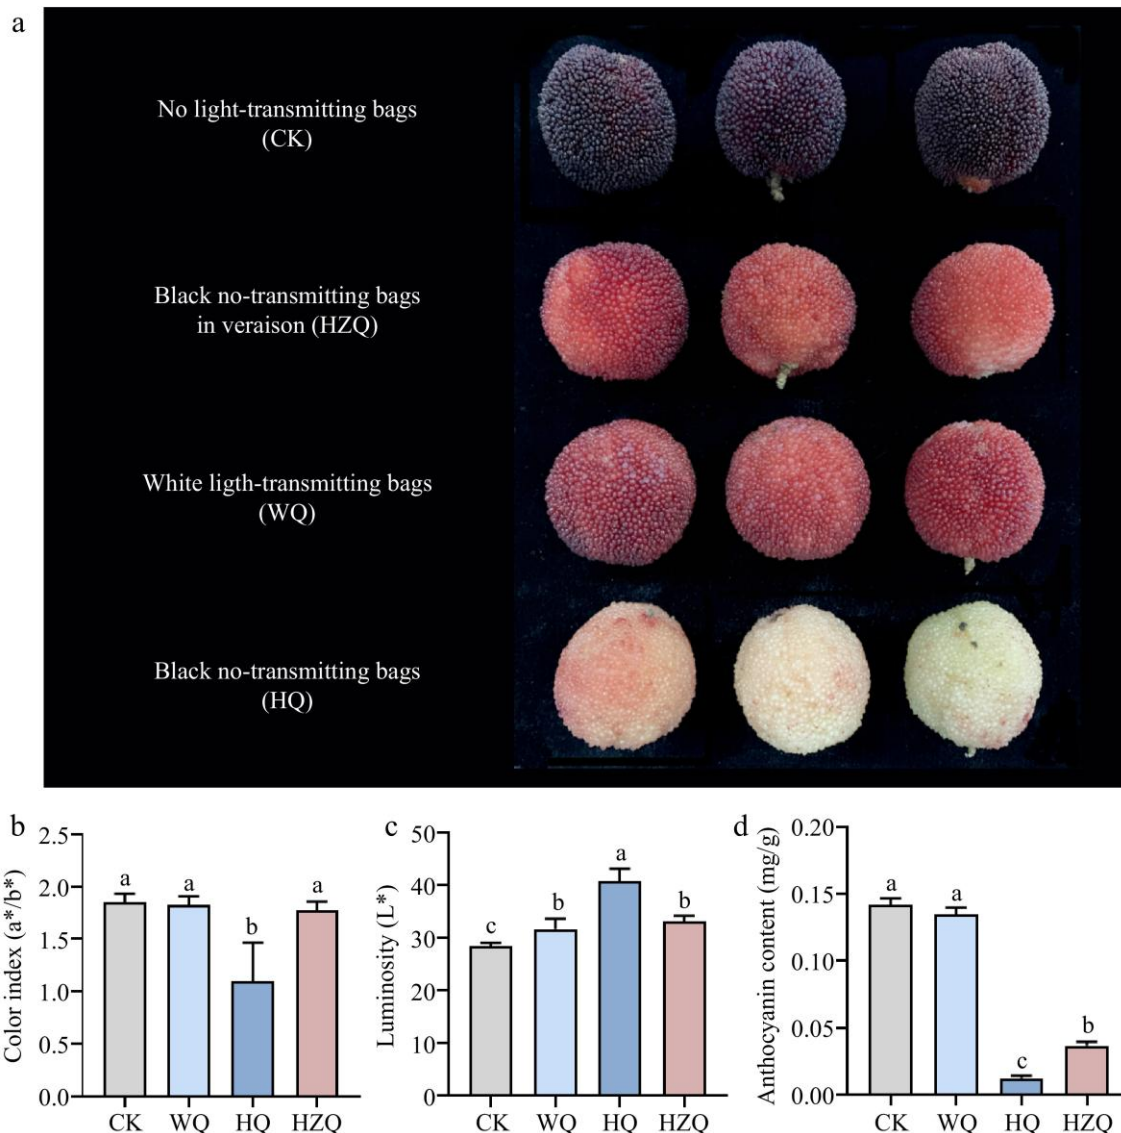 a
No light-transmitting bags
(CK)
Black no-transmitting bags
in veraison (HZQ)
White ligth-transmitting bags
(WQ)
Black no-transmitting bags
(HQ)
b
Color index (a*/b*)
2.5
2.0
1.5
1.0
0.5
0.0
a
a
b
a
CK WQ HQ HZQ
c
Luminosity (L*)
50
40
30
20
10
0
c
b
a
b
CK WQ HQ HZQ
d
Anthocyanin content (mg/g)
0.20
0.15
0.10
0.05
0.00
a
a
c
b
CK WQ HQ HZQ